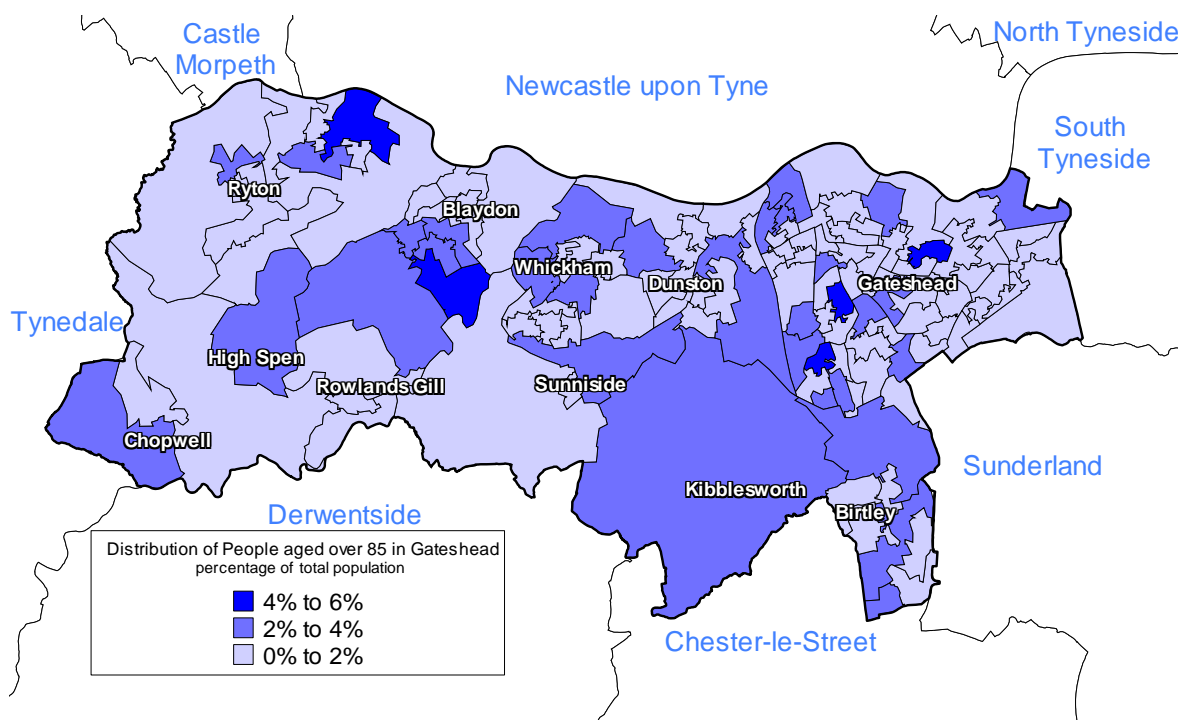 Castle
Morpeth
North Tyneside
Newcastle upon Tyne
South
Tyneside
Ryton
Blaydon
Whickham
Dunston
Gateshead
Tynedale
High Spen
Rowlands Gill
Sunniside
Chopwell
Sunderland
Kibblesworth
Birtley
Derwentside
Distribution of People aged over 85 in Gateshead
percentage of total population
4% to 6%
2% to 4%
0% to 2%
Chester-le-Street